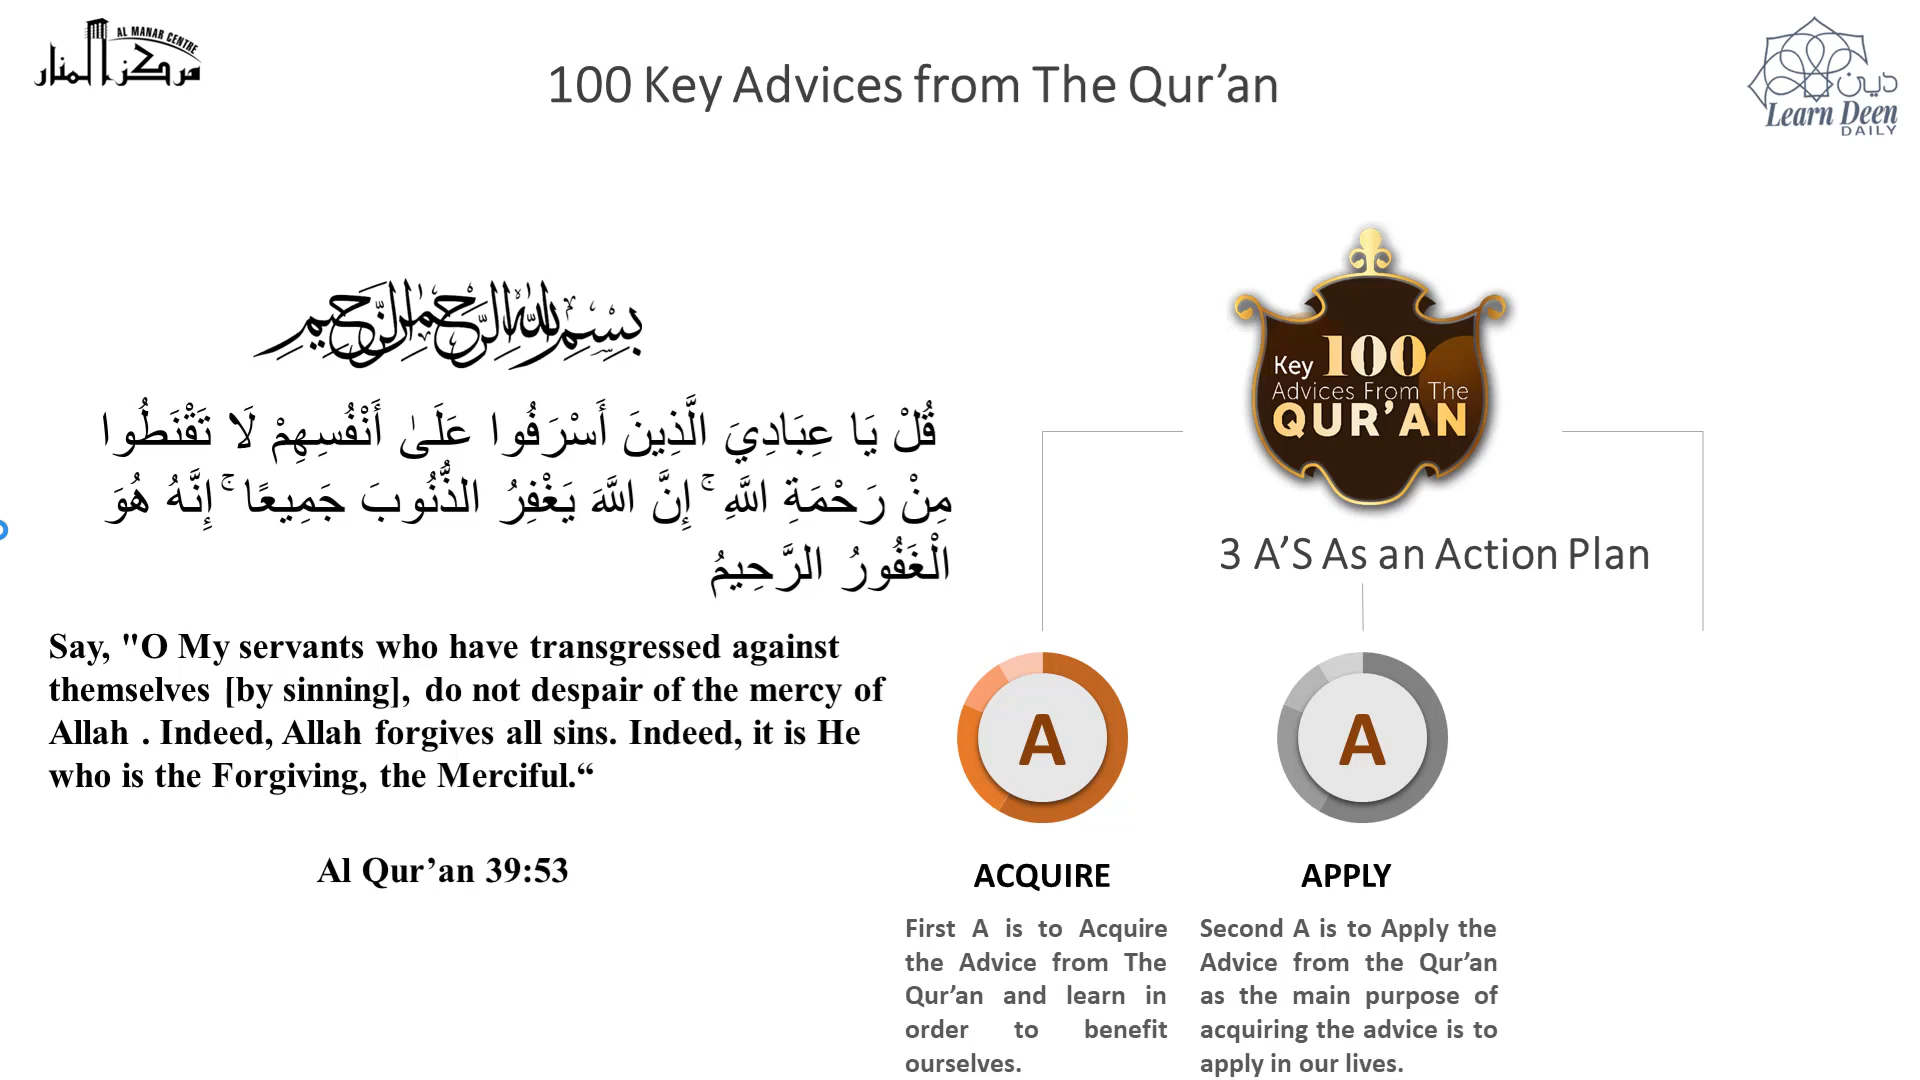 AL MANAR CENTRE
مركز المنار
100 Key Advices from The Qur’an
دين
Learn Deen
DAILY
بسم الله الرحمن الرحيم
قُلْ يَا عِبَادِيَ الَّذِينَ أَسْرَفُوا عَلَىٰ أَنْفُسِهِمْ لَا تَقْنَطُوا
مِنْ رَحْمَةِ اللَّهِ ۚ إِنَّ اللَّهَ يَغْفِرُ الذُّنُوبَ جَمِيعًا ۚ إِنَّهُ هُوَ
الْغَفُورُ الرَّحِيمُ
Say, "O My servants who have transgressed against
themselves [by sinning], do not despair of the mercy of
Allah . Indeed, Allah forgives all sins. Indeed, it is He
who is the Forgiving, the Merciful.“
Al Qur’an 39:53
Key 100
Advices From The
QUR’AN
3 A’S As an Action Plan
A
ACQUIRE
First A is to Acquire
the Advice from The
Qur’an and learn in
order to benefit
ourselves.
A
APPLY
Second A is to Apply the
Advice from the Qur’an
as the main purpose of
acquiring the advice is to
apply in our lives.